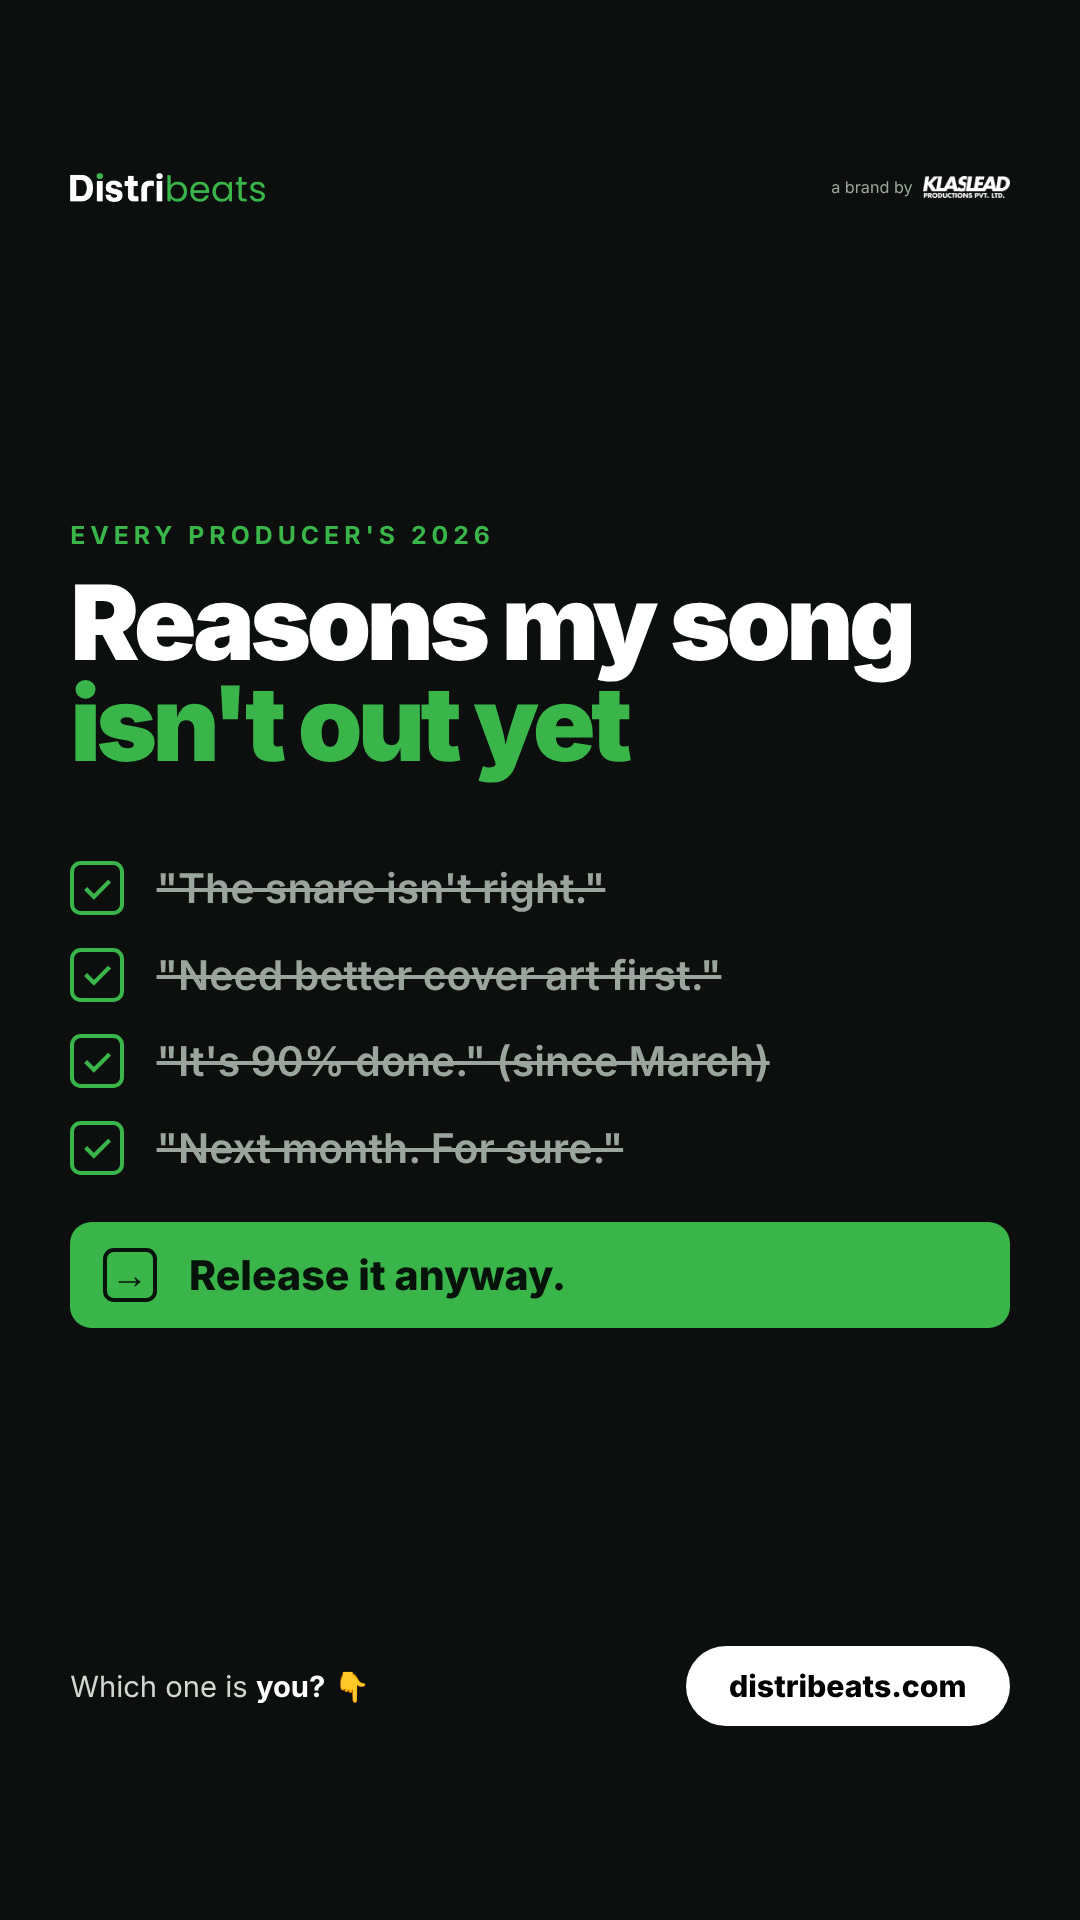 Distribeats
a brand by KLASLEAD
PRODUCTIONS PVT. LTD.
EVERY PRODUCER'S 2026
Reasons my song
isn't out yet
"The snare isn't right."
"Need better cover art first."
"It's 90% done." (since March)
"Next month. For sure."
→ Release it anyway.
Which one is you? 👇
distribeats.com